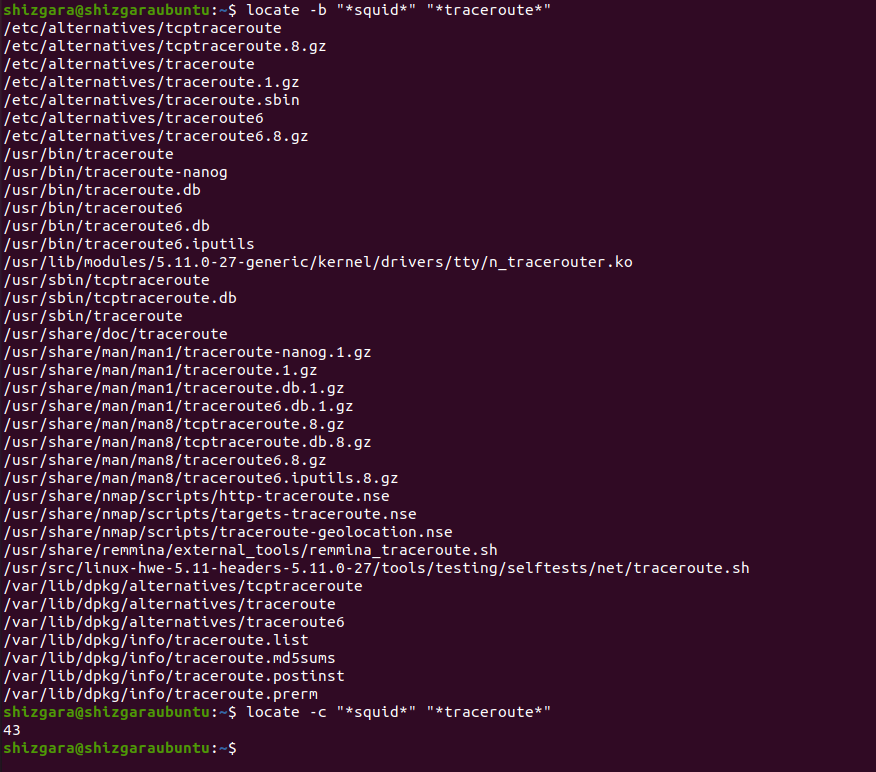 shizgara@shizgaraubuntu:~$ locate -b "*squid*" "*traceroute*"
/etc/alternatives/tcptraceroute
/etc/alternatives/tcptraceroute.8.gz
/etc/alternatives/traceroute
/etc/alternatives/traceroute.1.gz
/etc/alternatives/traceroute.sbin
/etc/alternatives/traceroute6
/etc/alternatives/traceroute6.8.gz
/usr/bin/traceroute
/usr/bin/traceroute-nanog
/usr/bin/traceroute.db
/usr/bin/traceroute6
/usr/bin/traceroute6.db
/usr/bin/traceroute6.iputils
/usr/lib/modules/5.11.0-27-generic/kernel/drivers/tty/n_tracerouter.ko
/usr/sbin/tcptraceroute
/usr/sbin/tcptraceroute.db
/usr/sbin/traceroute
/usr/share/doc/traceroute
/usr/share/man/man1/traceroute-nanog.1.gz
/usr/share/man/man1/traceroute.1.gz
/usr/share/man/man1/traceroute.db.1.gz
/usr/share/man/man1/traceroute6.db.1.gz
/usr/share/man/man8/tcptraceroute.8.gz
/usr/share/man/man8/tcptraceroute.db.8.gz
/usr/share/man/man8/traceroute6.8.gz
/usr/share/man/man8/traceroute6.iputils.8.gz
/usr/share/nmap/scripts/http-traceroute.nse
/usr/share/nmap/scripts/targets-traceroute.nse
/usr/share/nmap/scripts/traceroute-geolocation.nse
/usr/share/remmina/external_tools/remmina_traceroute.sh
/usr/src/linux-hwe-5.11-headers-5.11.0-27/tools/testing/selftests/net/traceroute.sh
/var/lib/dpkg/alternatives/tcptraceroute
/var/lib/dpkg/alternatives/traceroute
/var/lib/dpkg/alternatives/traceroute6
/var/lib/dpkg/info/traceroute.list
/var/lib/dpkg/info/traceroute.md5sums
/var/lib/dpkg/info/traceroute.postinst
/var/lib/dpkg/info/traceroute.prerm
shizgara@shizgaraubuntu:~$ locate -c "*squid*" "*traceroute*"
43
shizgara@shizgaraubuntu:~$